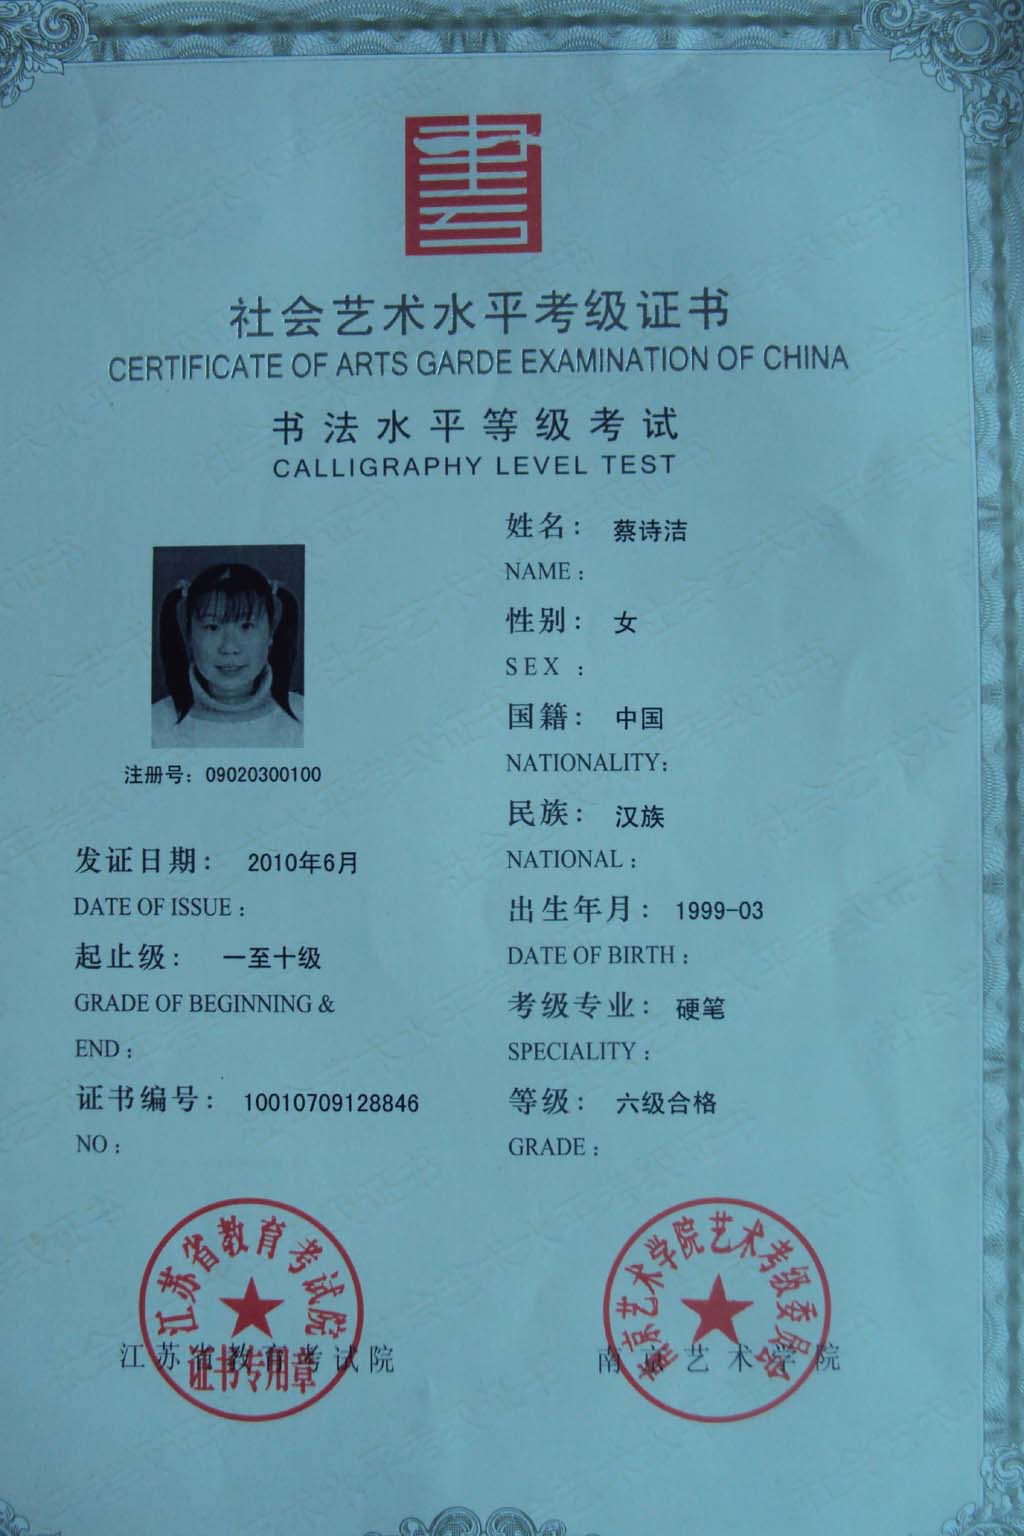 書
社会艺术水平考级证书
CERTIFICATE OF ARTS GARDE EXAMINATION OF CHINA
书法水平等级考试
CALLIGRAPHY LEVEL TEST
姓名： 蔡诗洁
NAME：
性别： 女
SEX ：
国籍： 中国
NATIONALITY:
民族： 汉族
NATIONAL：
出生年月： 1999-03
DATE OF BIRTH：
考级专业： 硬笔
SPECIALITY：
等级： 六级合格
GRADE：
注册号：09020300100
发证日期： 2010年6月
DATE OF ISSUE：
起止级： 一至十级
GRADE OF BEGINNING &
END：
证书编号： 10010709128846
NO：
江苏省教育考试院
证书专用章
江苏省教育考试院
南京艺术学院艺术考级委员会
南京艺术学院